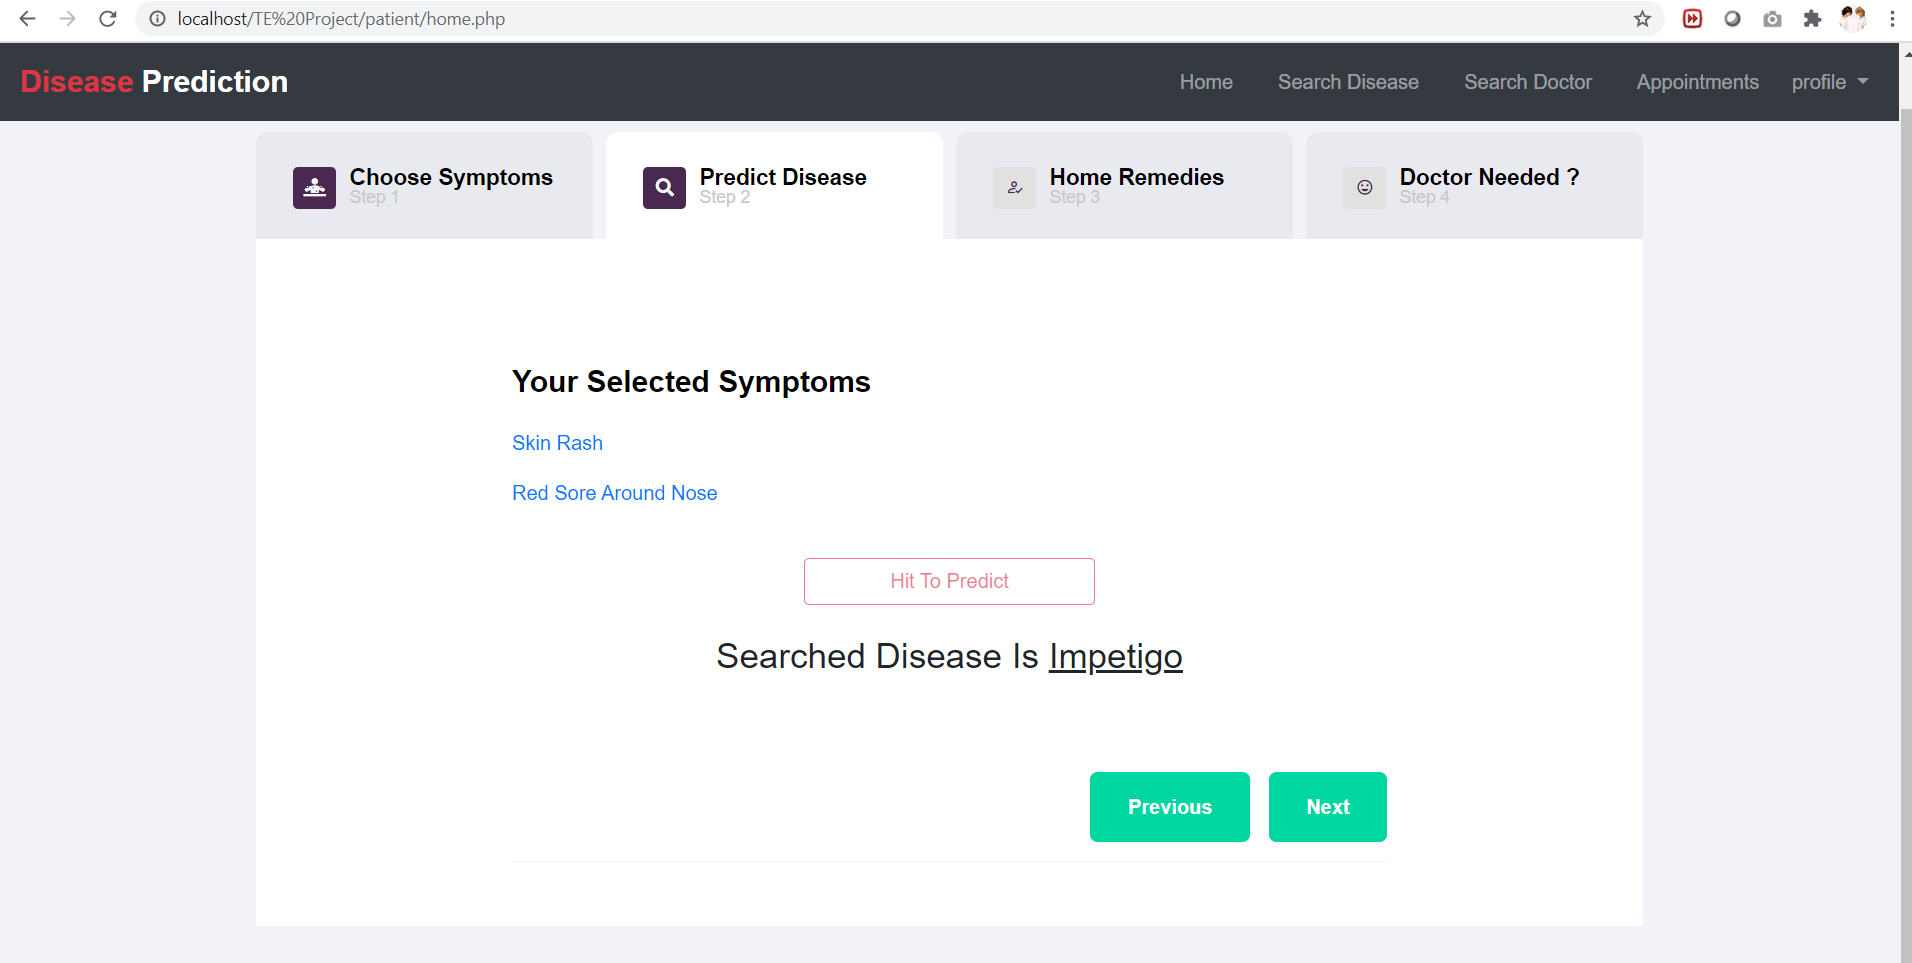 localhost/TE%20Project/patient/home.php
Disease Prediction
Home Search Disease Search Doctor Appointments profile
Choose Symptoms
Step 1
Predict Disease
Step 2
Home Remedies
Step 3
Doctor Needed ?
Step 4
Your Selected Symptoms
Skin Rash
Red Sore Around Nose
Hit To Predict
Searched Disease Is Impetigo
Previous Next